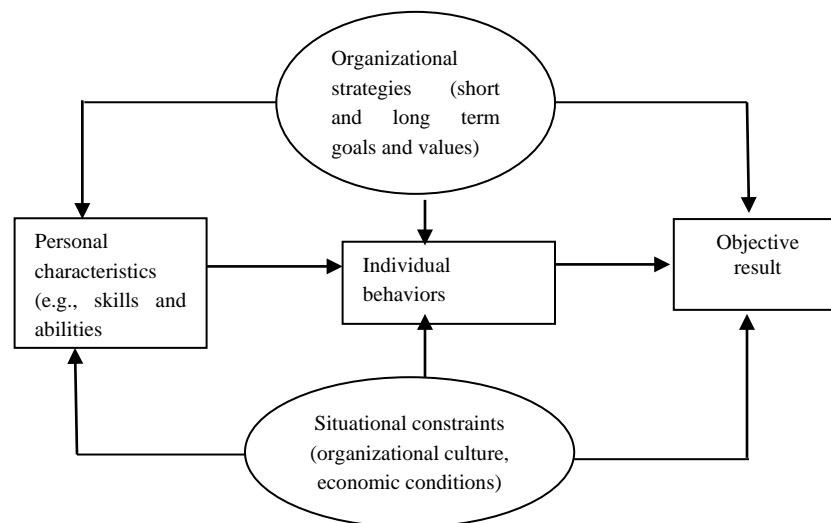 Organizational
strategies (short
and long term
goals and values)
Personal
characteristics
(e.g., skills and
abilities
Individual
behaviors
Objective
result
Situational constraints
(organizational culture,
economic conditions)